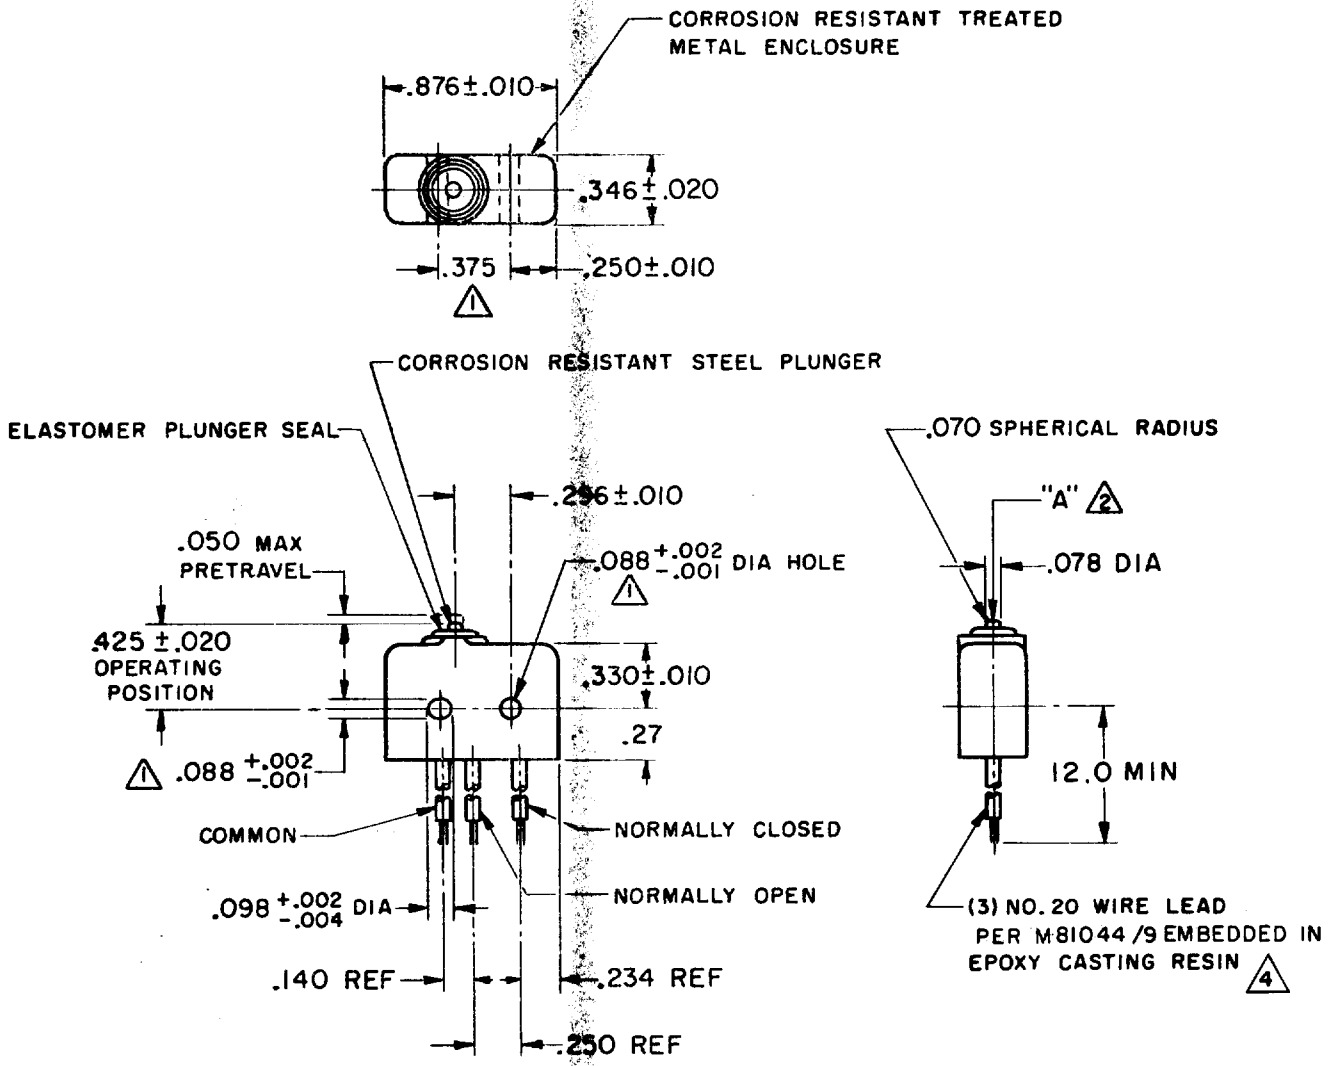 CORROSION RESISTANT TREATED
METAL ENCLOSURE
.876±.010
.346±.020
.375
.250±.010
1
CORROSION RESISTANT STEEL PLUNGER
ELASTOMER PLUNGER SEAL
.070 SPHERICAL RADIUS
.296±.010
"A" 2
.050 MAX
PRETRAVEL
.088 +.002 -.001 DIA HOLE
1
.078 DIA
.425 ±.020
OPERATING
POSITION
.330±.010
.27
1 .088 +.002 -.001
12.0 MIN
COMMON
NORMALLY CLOSED
NORMALLY OPEN
.098 +.002 -.004 DIA
(3) NO. 20 WIRE LEAD
PER M81044/9 EMBEDDED IN
EPOXY CASTING RESIN 4
.140 REF
.234 REF
.250 REF